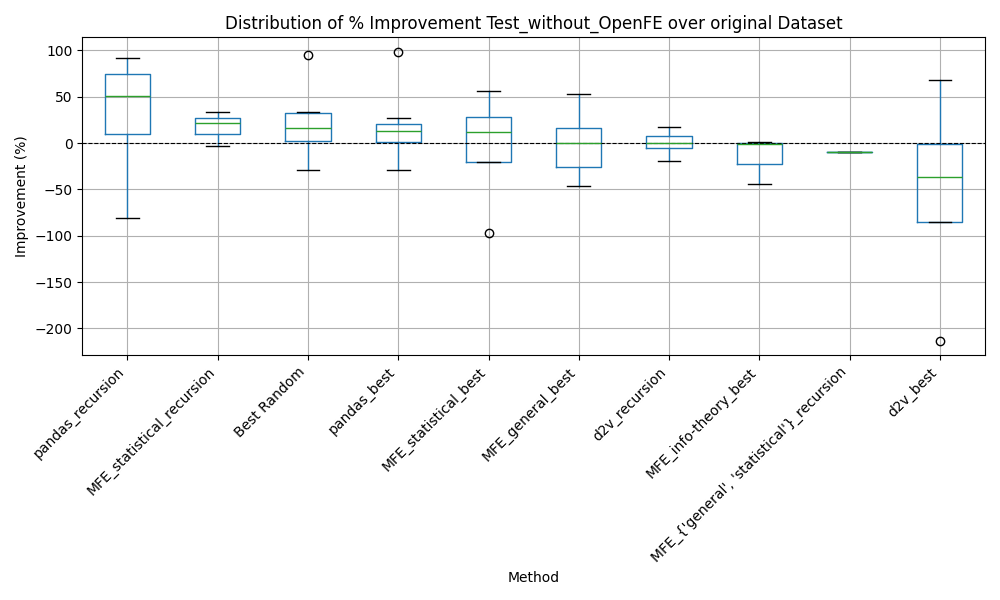 Distribution of % Improvement Test_without_OpenFE over original Dataset
Improvement (%)
100
50
0
−50
−100
−150
−200
pandas_recursion
MFE_statistical_recursion
Best Random
pandas_best
MFE_statistical_best
MFE_general_best
d2v_recursion
MFE_info-theory_best
MFE_{'general', 'statistical'}_recursion
d2v_best
Method